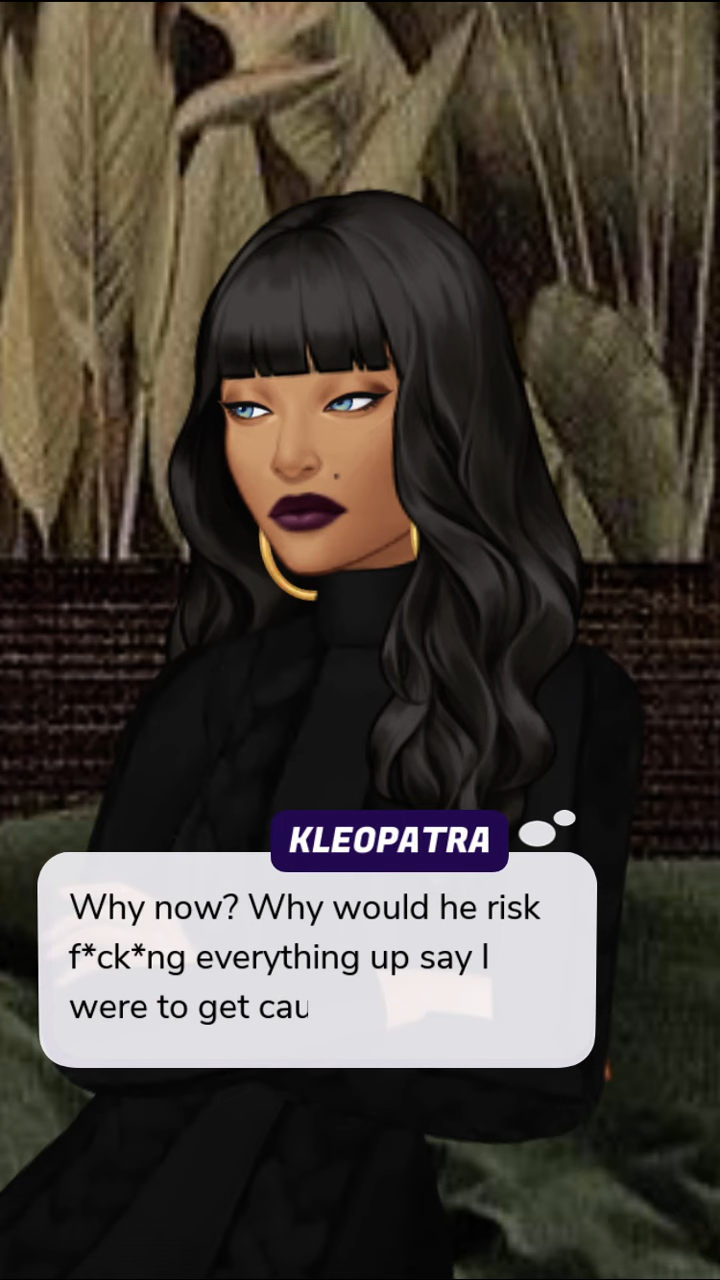 KLEOPATRA
Why now? Why would he risk
f*ck*ng everything up say I
were to get cau